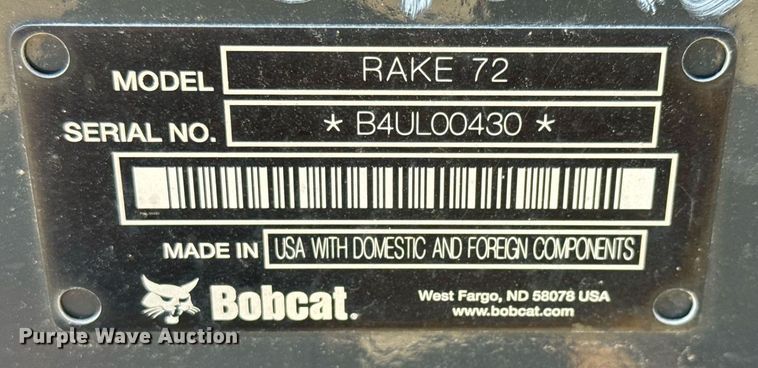 MODEL RAKE 72
SERIAL NO. * B4UL00430 *
MADE IN USA WITH DOMESTIC AND FOREIGN COMPONENTS
Bobcat.
West Fargo, ND 58078 USA
www.bobcat.com
Purple Wave Auction